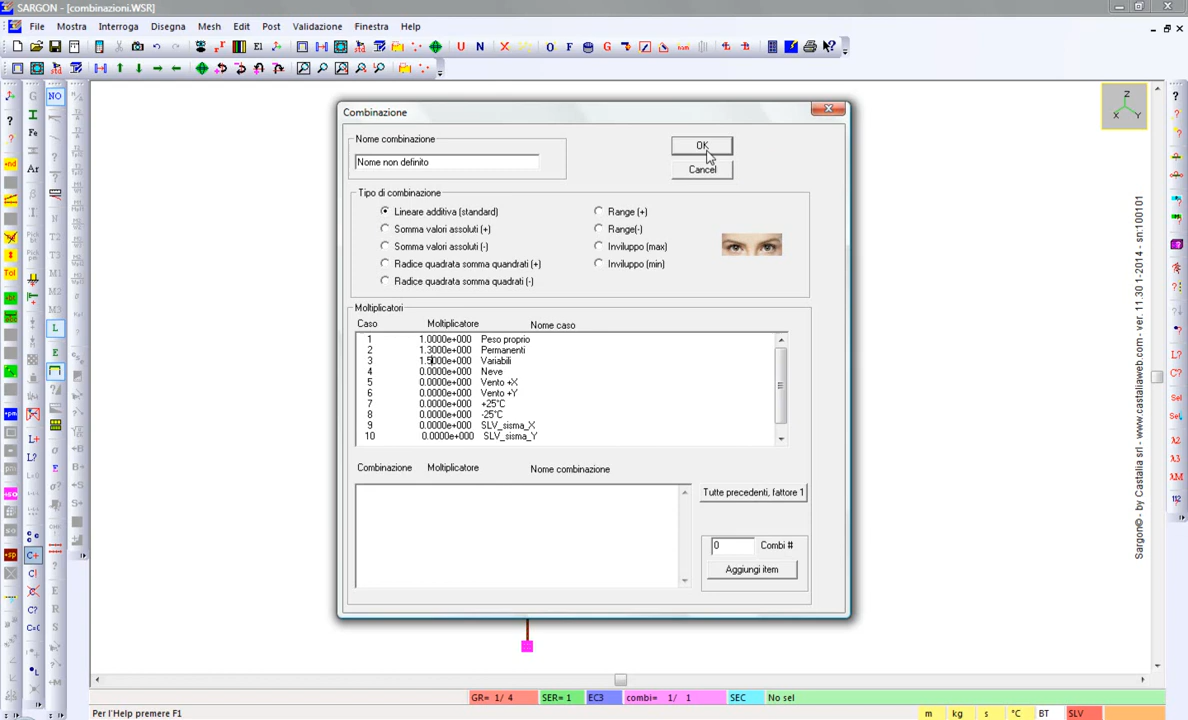 SARGON - [combinazioni.WSR]
File Mostra Interroga Disegna Mesh Edit Post Validazione Finestra Help
Combinazione
Nome combinazione
Nome non definito
OK
Cancel
Tipo di combinazione
Lineare additiva (standard)
Range (+)
Somma valori assoluti (+)
Range(-)
Somma valori assoluti (-)
Inviluppo (max)
Radice quadrata somma quandrati (+)
Inviluppo (min)
Radice quadrata somma quadrati (-)
Moltiplicatori
Caso Moltiplicatore Nome caso
1 1.0000e+000 Peso proprio
2 1.3000e+000 Permanenti
3 1.50000e+000 Variabili
4 0.0000e+000 Neve
5 0.0000e+000 Vento +X
6 0.0000e+000 Vento +Y
7 0.0000e+000 +25°C
8 0.0000e+000 -25°C
9 0.0000e+000 SLV_sisma_X
10 0.0000e+000 SLV_sisma_Y
Combinazione Moltiplicatore Nome combinazione
Tutte precedenti, fattore 1
0 Combi #
Aggiungi item
Z
X Y
Sargon© - by Castalia srl - www.castaliaweb.com - ver. 11.30 1-2014 - sn:100101
GR= 1/ 4 SER= 1 EC3 combi= 1/ 1 SEC No sel
Per l'Help premere F1
m kg s °C BT SLV